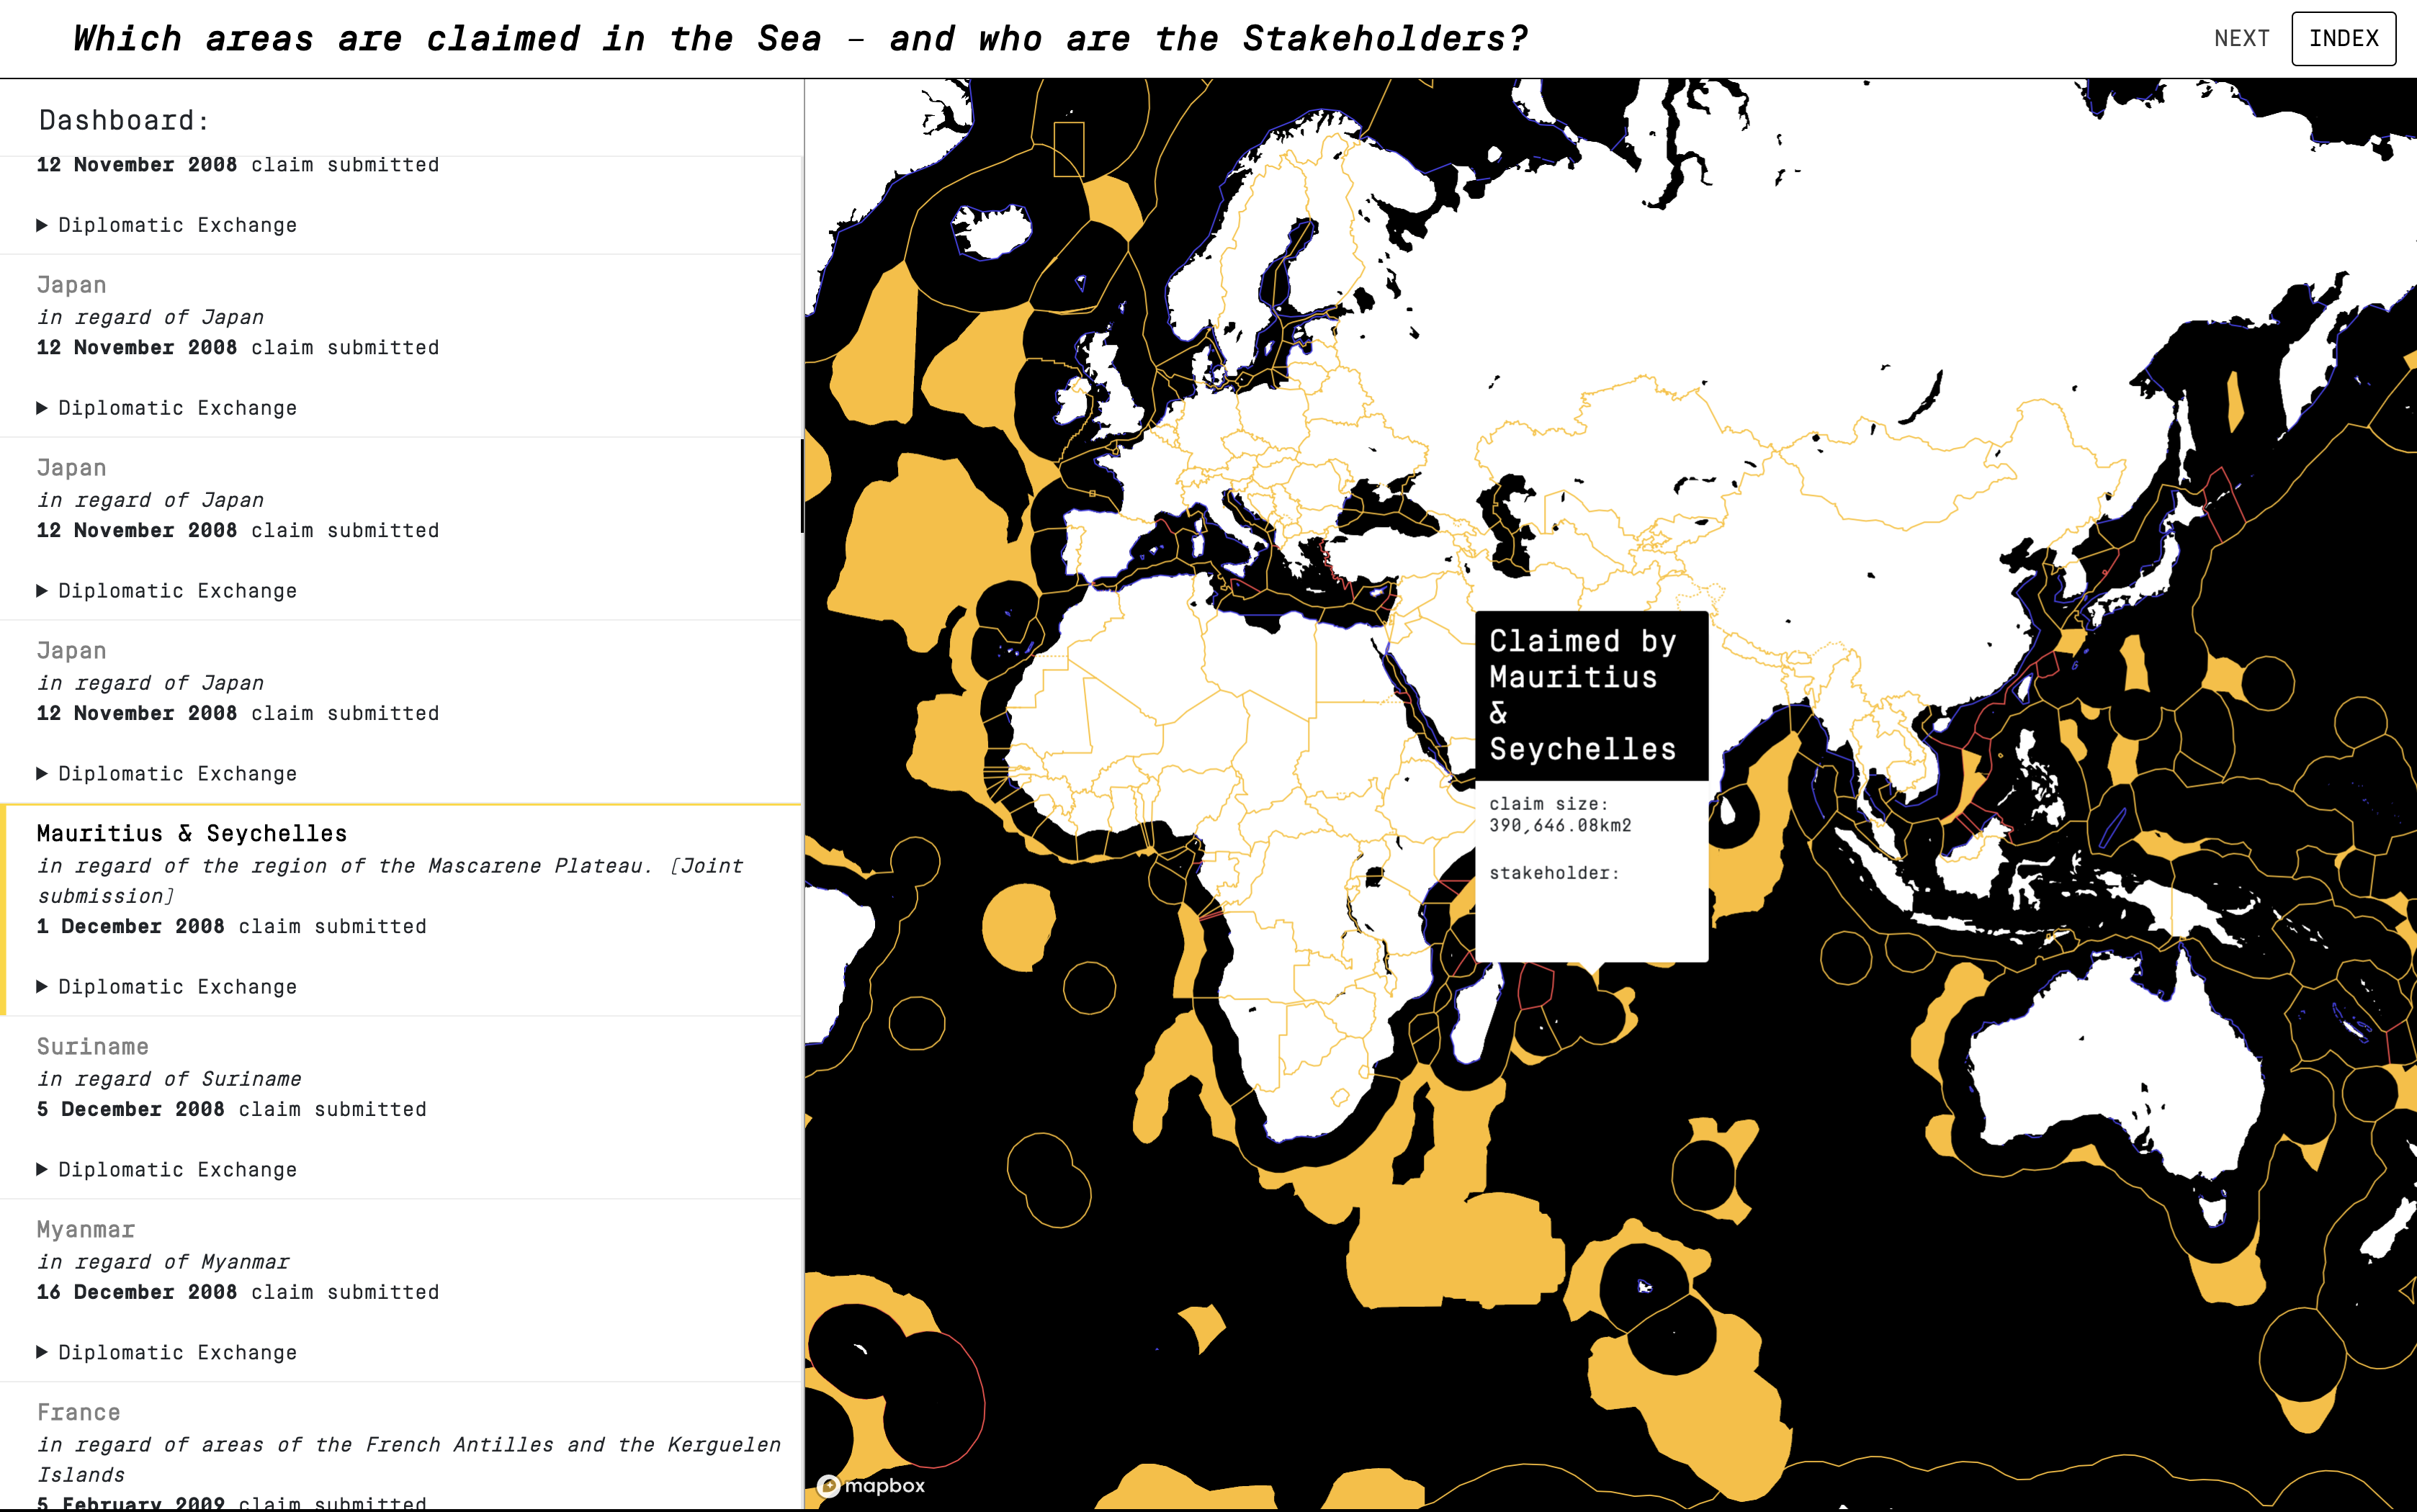 Which areas are claimed in the Sea – and who are the Stakeholders?
NEXT
INDEX
Dashboard:
12 November 2008 claim submitted
▶ Diplomatic Exchange
Japan
in regard of Japan
12 November 2008 claim submitted
▶ Diplomatic Exchange
Japan
in regard of Japan
12 November 2008 claim submitted
▶ Diplomatic Exchange
Japan
in regard of Japan
12 November 2008 claim submitted
▶ Diplomatic Exchange
Mauritius & Seychelles
in regard of the region of the Mascarene Plateau. [Joint
submission]
1 December 2008 claim submitted
▶ Diplomatic Exchange
Suriname
in regard of Suriname
5 December 2008 claim submitted
▶ Diplomatic Exchange
Myanmar
in regard of Myanmar
16 December 2008 claim submitted
▶ Diplomatic Exchange
France
in regard of areas of the French Antilles and the Kerguelen
Islands
5 February 2009 claim submitted
Claimed by
Mauritius
&
Seychelles
claim size:
390,646.08km2
stakeholder:
mapbox